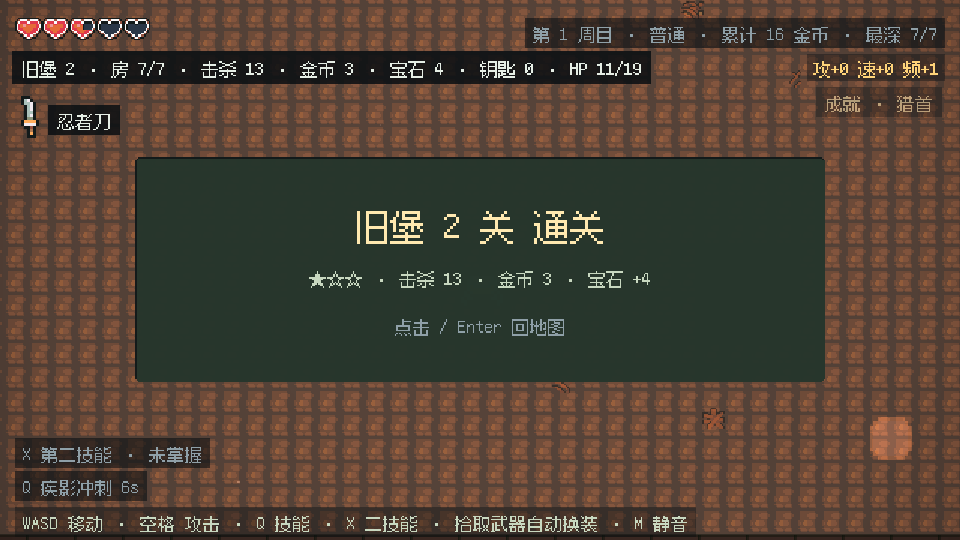 第 1 周目 · 普通 · 累计 16 金币 · 最深 7/7
旧堡 2 · 房 7/7 · 击杀 13 · 金币 3 · 宝石 4 · 钥匙 0 · HP 11/19
攻+0 速+0 频+1
成就 · 猎首
忍者刀
旧堡 2 关 通关
★☆☆ · 击杀 13 · 金币 3 · 宝石 +4
点击 / Enter 回地图
X 第二技能 · 未掌握
Q 疾影冲刺 6s
WASD 移动 · 空格 攻击 · Q 技能 · X 二技能 · 拾取武器自动换装 · M 静音